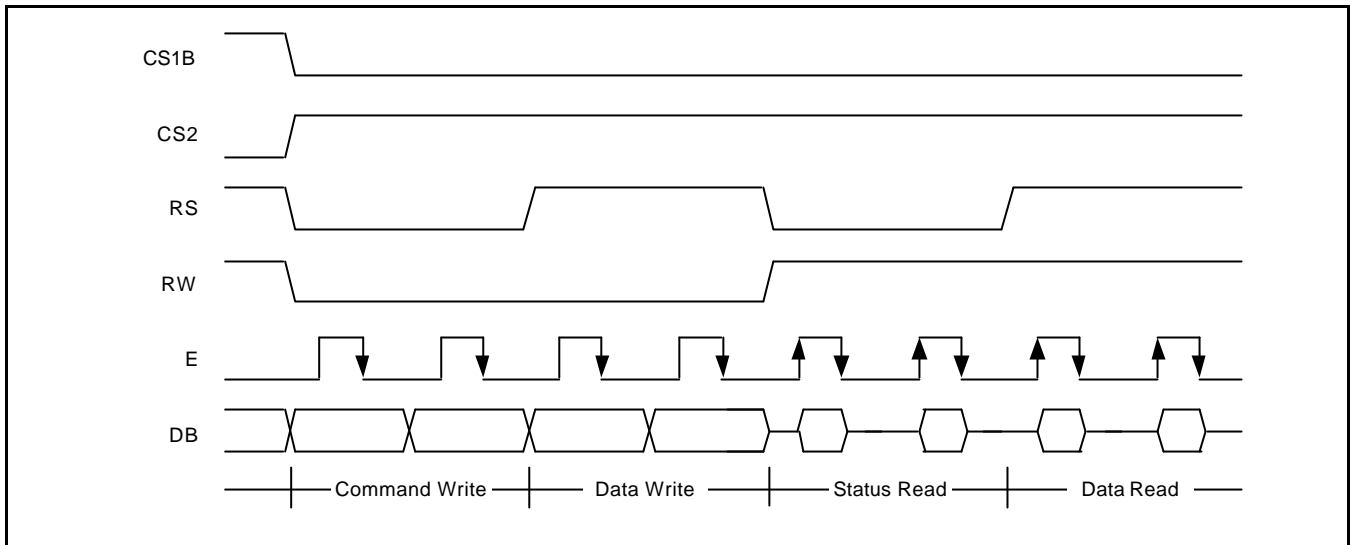 CS1B
CS2
RS
RW
E
DB
Command Write Data Write Status Read Data Read